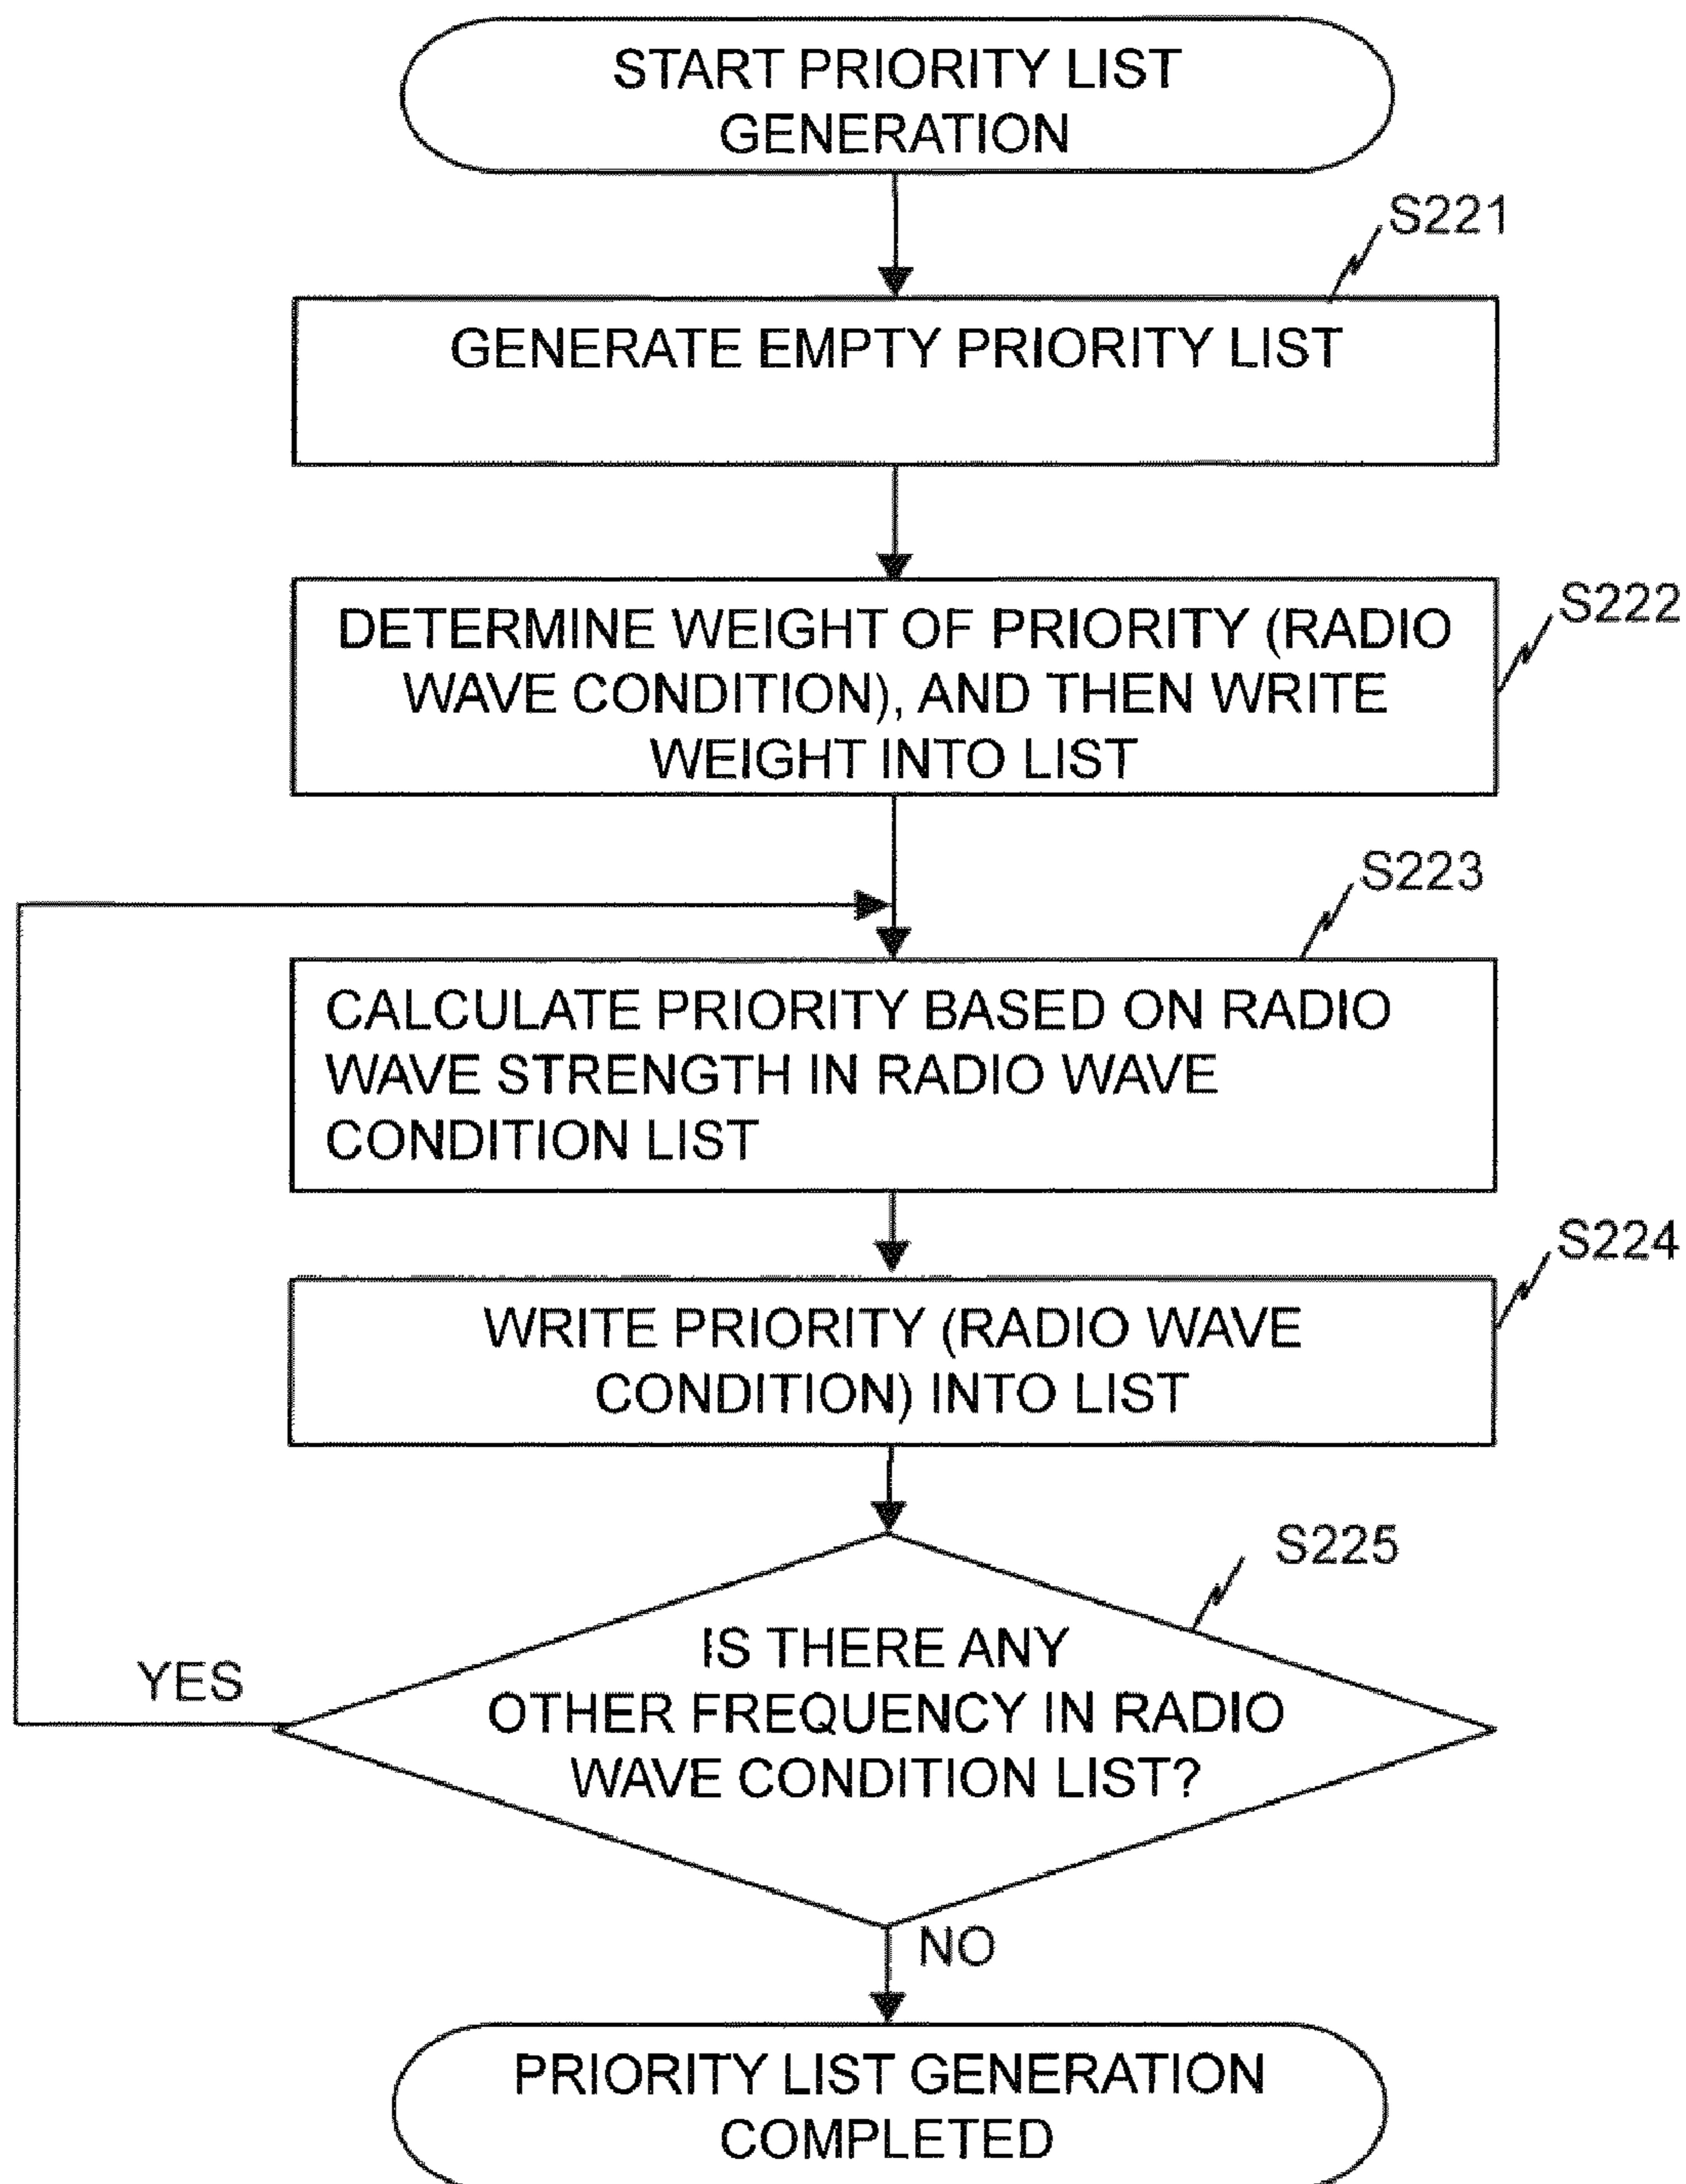 START PRIORITY LIST
GENERATION
S221
GENERATE EMPTY PRIORITY LIST
S222
DETERMINE WEIGHT OF PRIORITY (RADIO
WAVE CONDITION), AND THEN WRITE
WEIGHT INTO LIST
S223
CALCULATE PRIORITY BASED ON RADIO
WAVE STRENGTH IN RADIO WAVE
CONDITION LIST
S224
WRITE PRIORITY (RADIO WAVE
CONDITION) INTO LIST
S225
IS THERE ANY
OTHER FREQUENCY IN RADIO
WAVE CONDITION LIST?
YES
NO
PRIORITY LIST GENERATION
COMPLETED